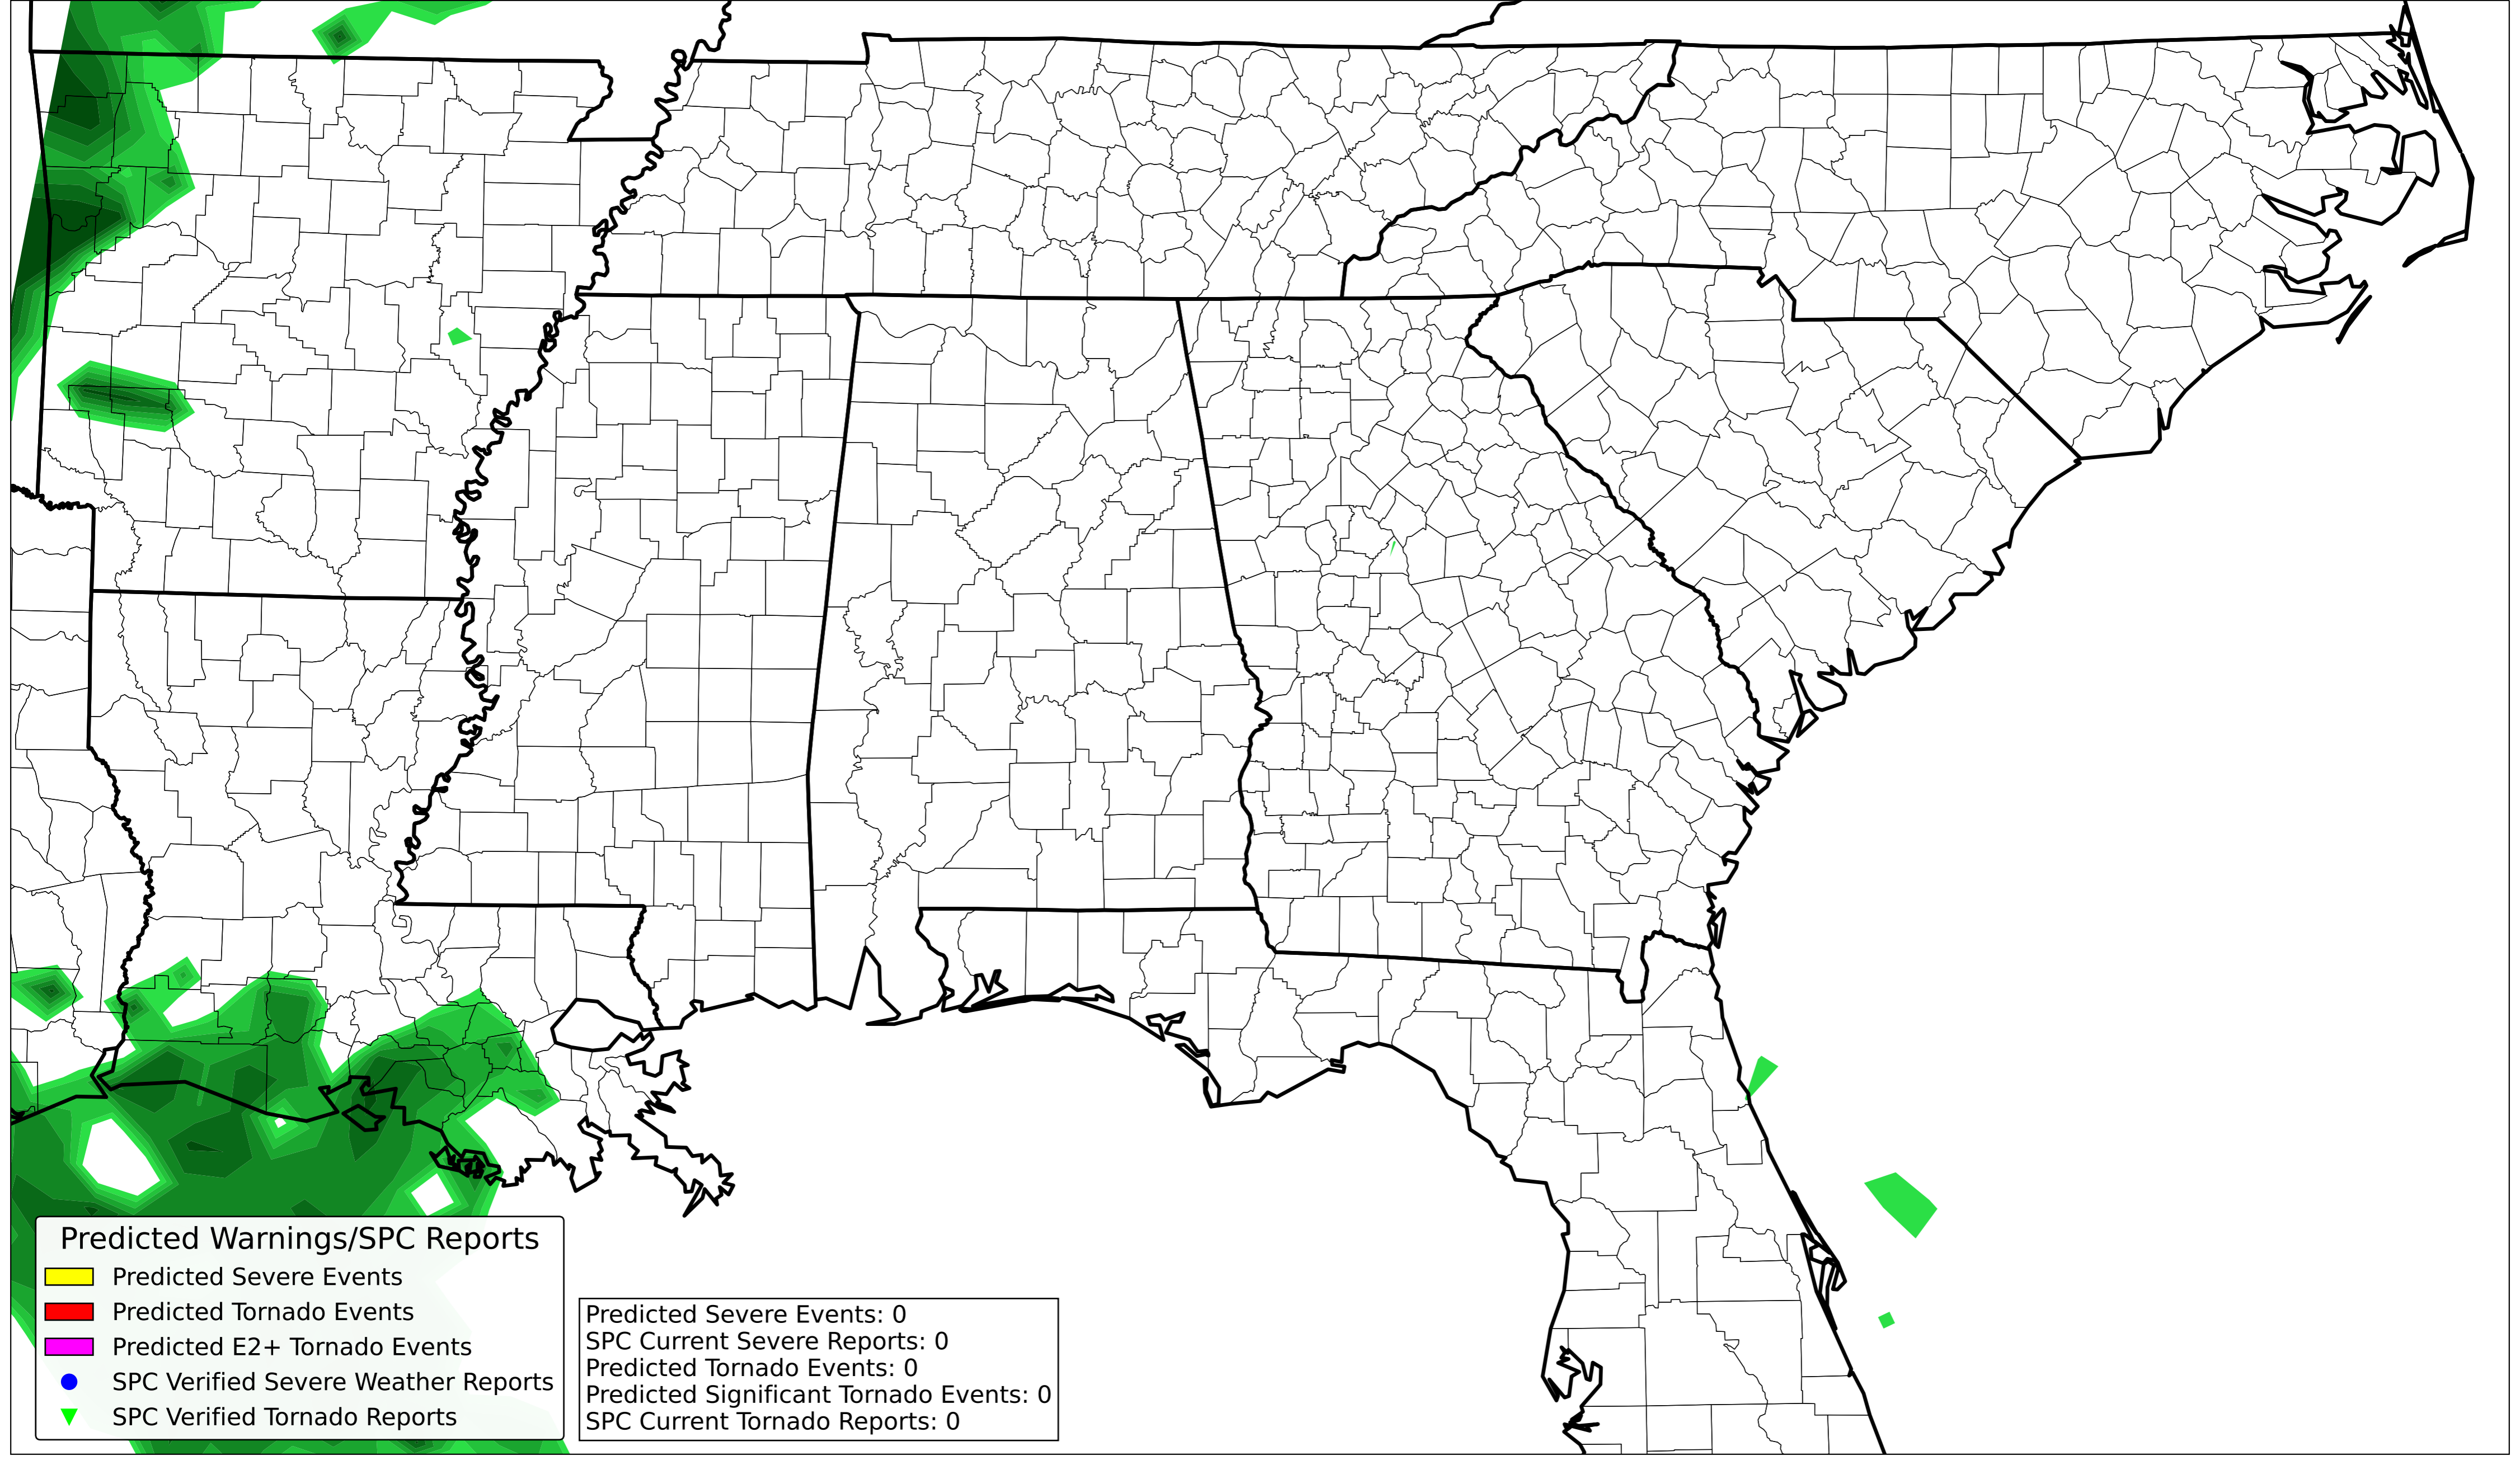 Predicted Warnings/SPC Reports
Predicted Severe Events
Predicted Tornado Events
Predicted E2+ Tornado Events
SPC Verified Severe Weather Reports
SPC Verified Tornado Reports
Predicted Severe Events: 0
SPC Current Severe Reports: 0
Predicted Tornado Events: 0
Predicted Significant Tornado Events: 0
SPC Current Tornado Reports: 0